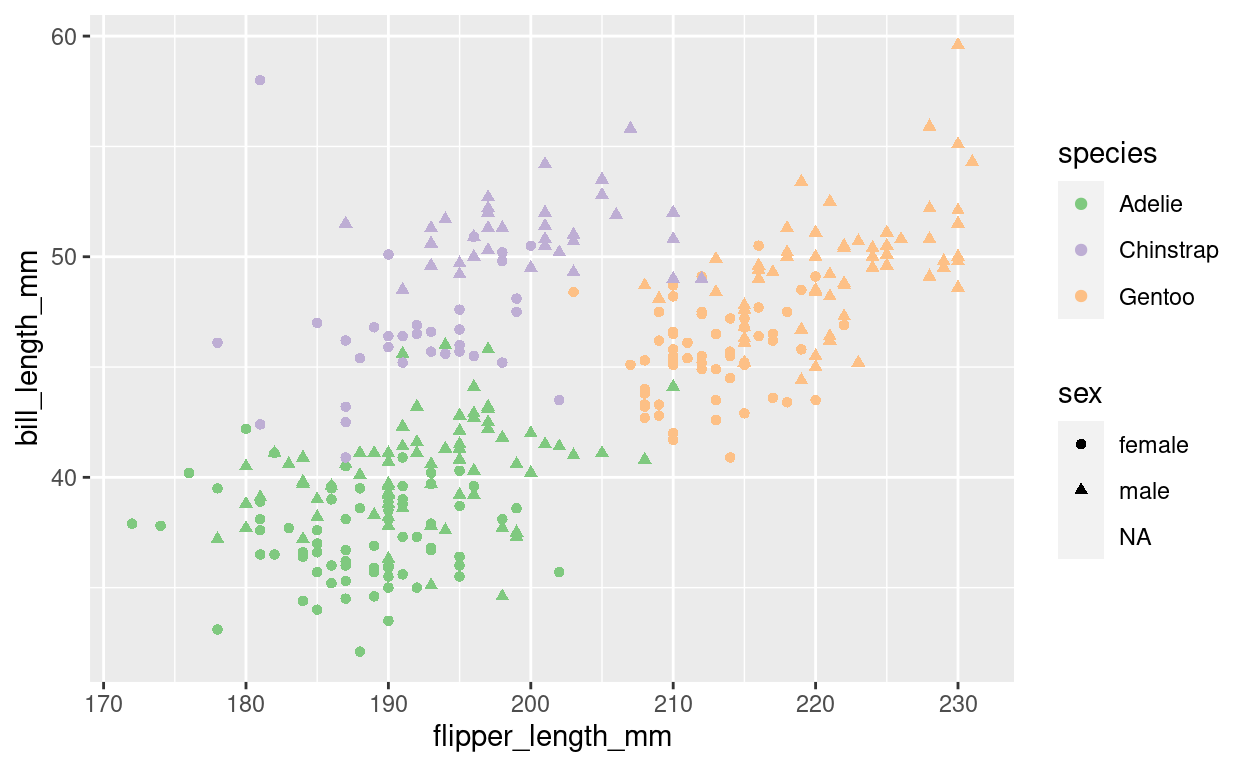 60
50
40
bill_length_mm
170 180 190 200 210 220 230
flipper_length_mm
species
Adelie
Chinstrap
Gentoo
sex
female
male
NA